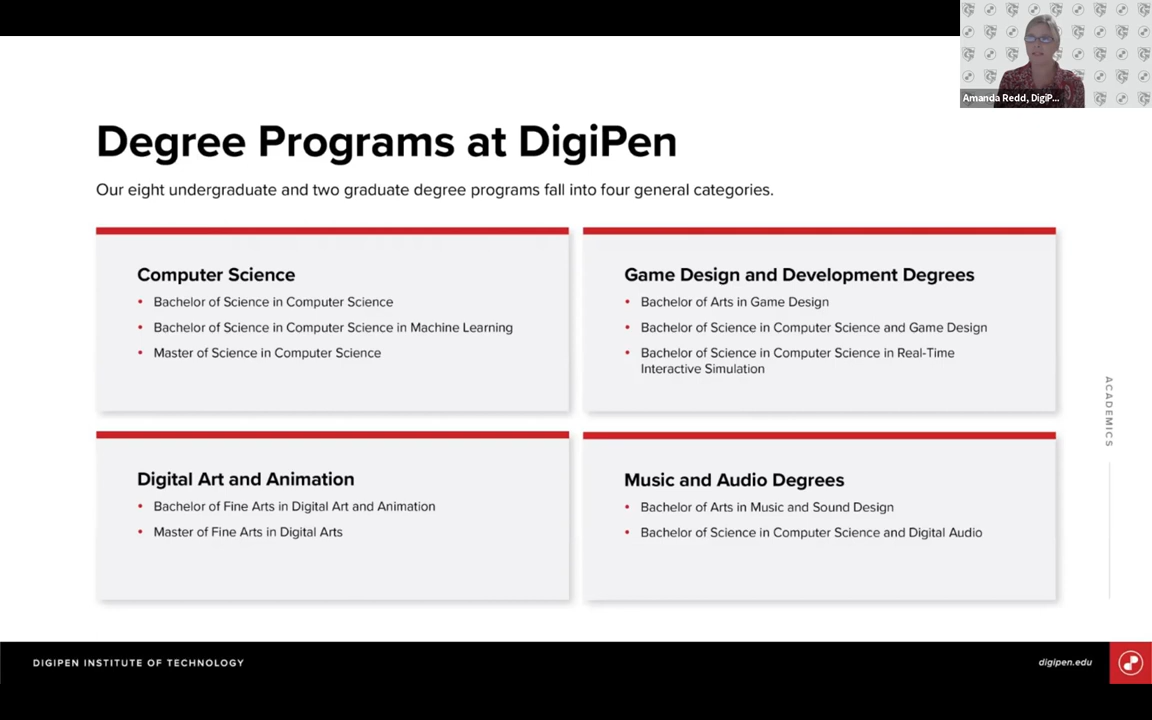 Amanda Redd, DigiP...
Degree Programs at DigiPen
Our eight undergraduate and two graduate degree programs fall into four general categories.
Computer Science
• Bachelor of Science in Computer Science
• Bachelor of Science in Computer Science in Machine Learning
• Master of Science in Computer Science
Game Design and Development Degrees
• Bachelor of Arts in Game Design
• Bachelor of Science in Computer Science and Game Design
• Bachelor of Science in Computer Science in Real-Time
Interactive Simulation
Digital Art and Animation
• Bachelor of Fine Arts in Digital Art and Animation
• Master of Fine Arts in Digital Arts
Music and Audio Degrees
• Bachelor of Arts in Music and Sound Design
• Bachelor of Science in Computer Science and Digital Audio
ACADEMICS
DIGIPEN INSTITUTE OF TECHNOLOGY
digipen.edu